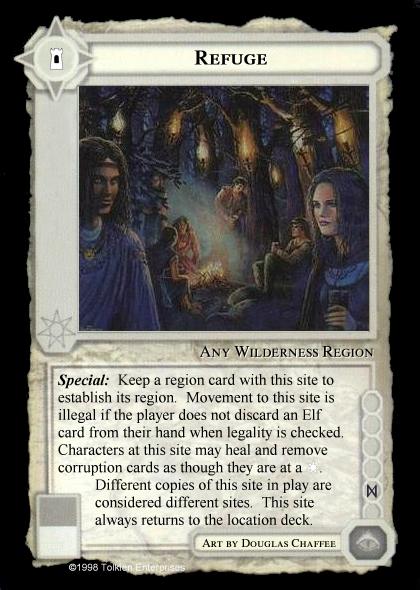 Refuge
Any Wilderness Region
Special: Keep a region card with this site to
establish its region. Movement to this site is
illegal if the player does not discard an Elf
card from their hand when legality is checked.
Characters at this site may heal and remove
corruption cards as though they are at a .
Different copies of this site in play are
considered different sites. This site
always returns to the location deck.
Art by Douglas Chaffee
©1998 Tolkien Enterprises